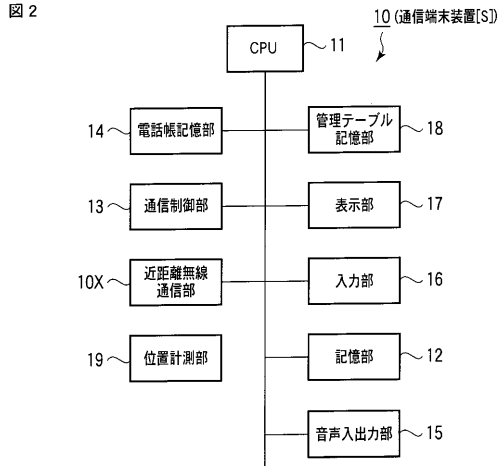 図2
10 (通信端末装置[S])
CPU
11
14
電話帳記憶部
管理テーブル
記憶部
18
13
通信制御部
表示部
17
10X
近距離無線
通信部
入力部
16
19
位置計測部
記憶部
12
音声入出力部
15